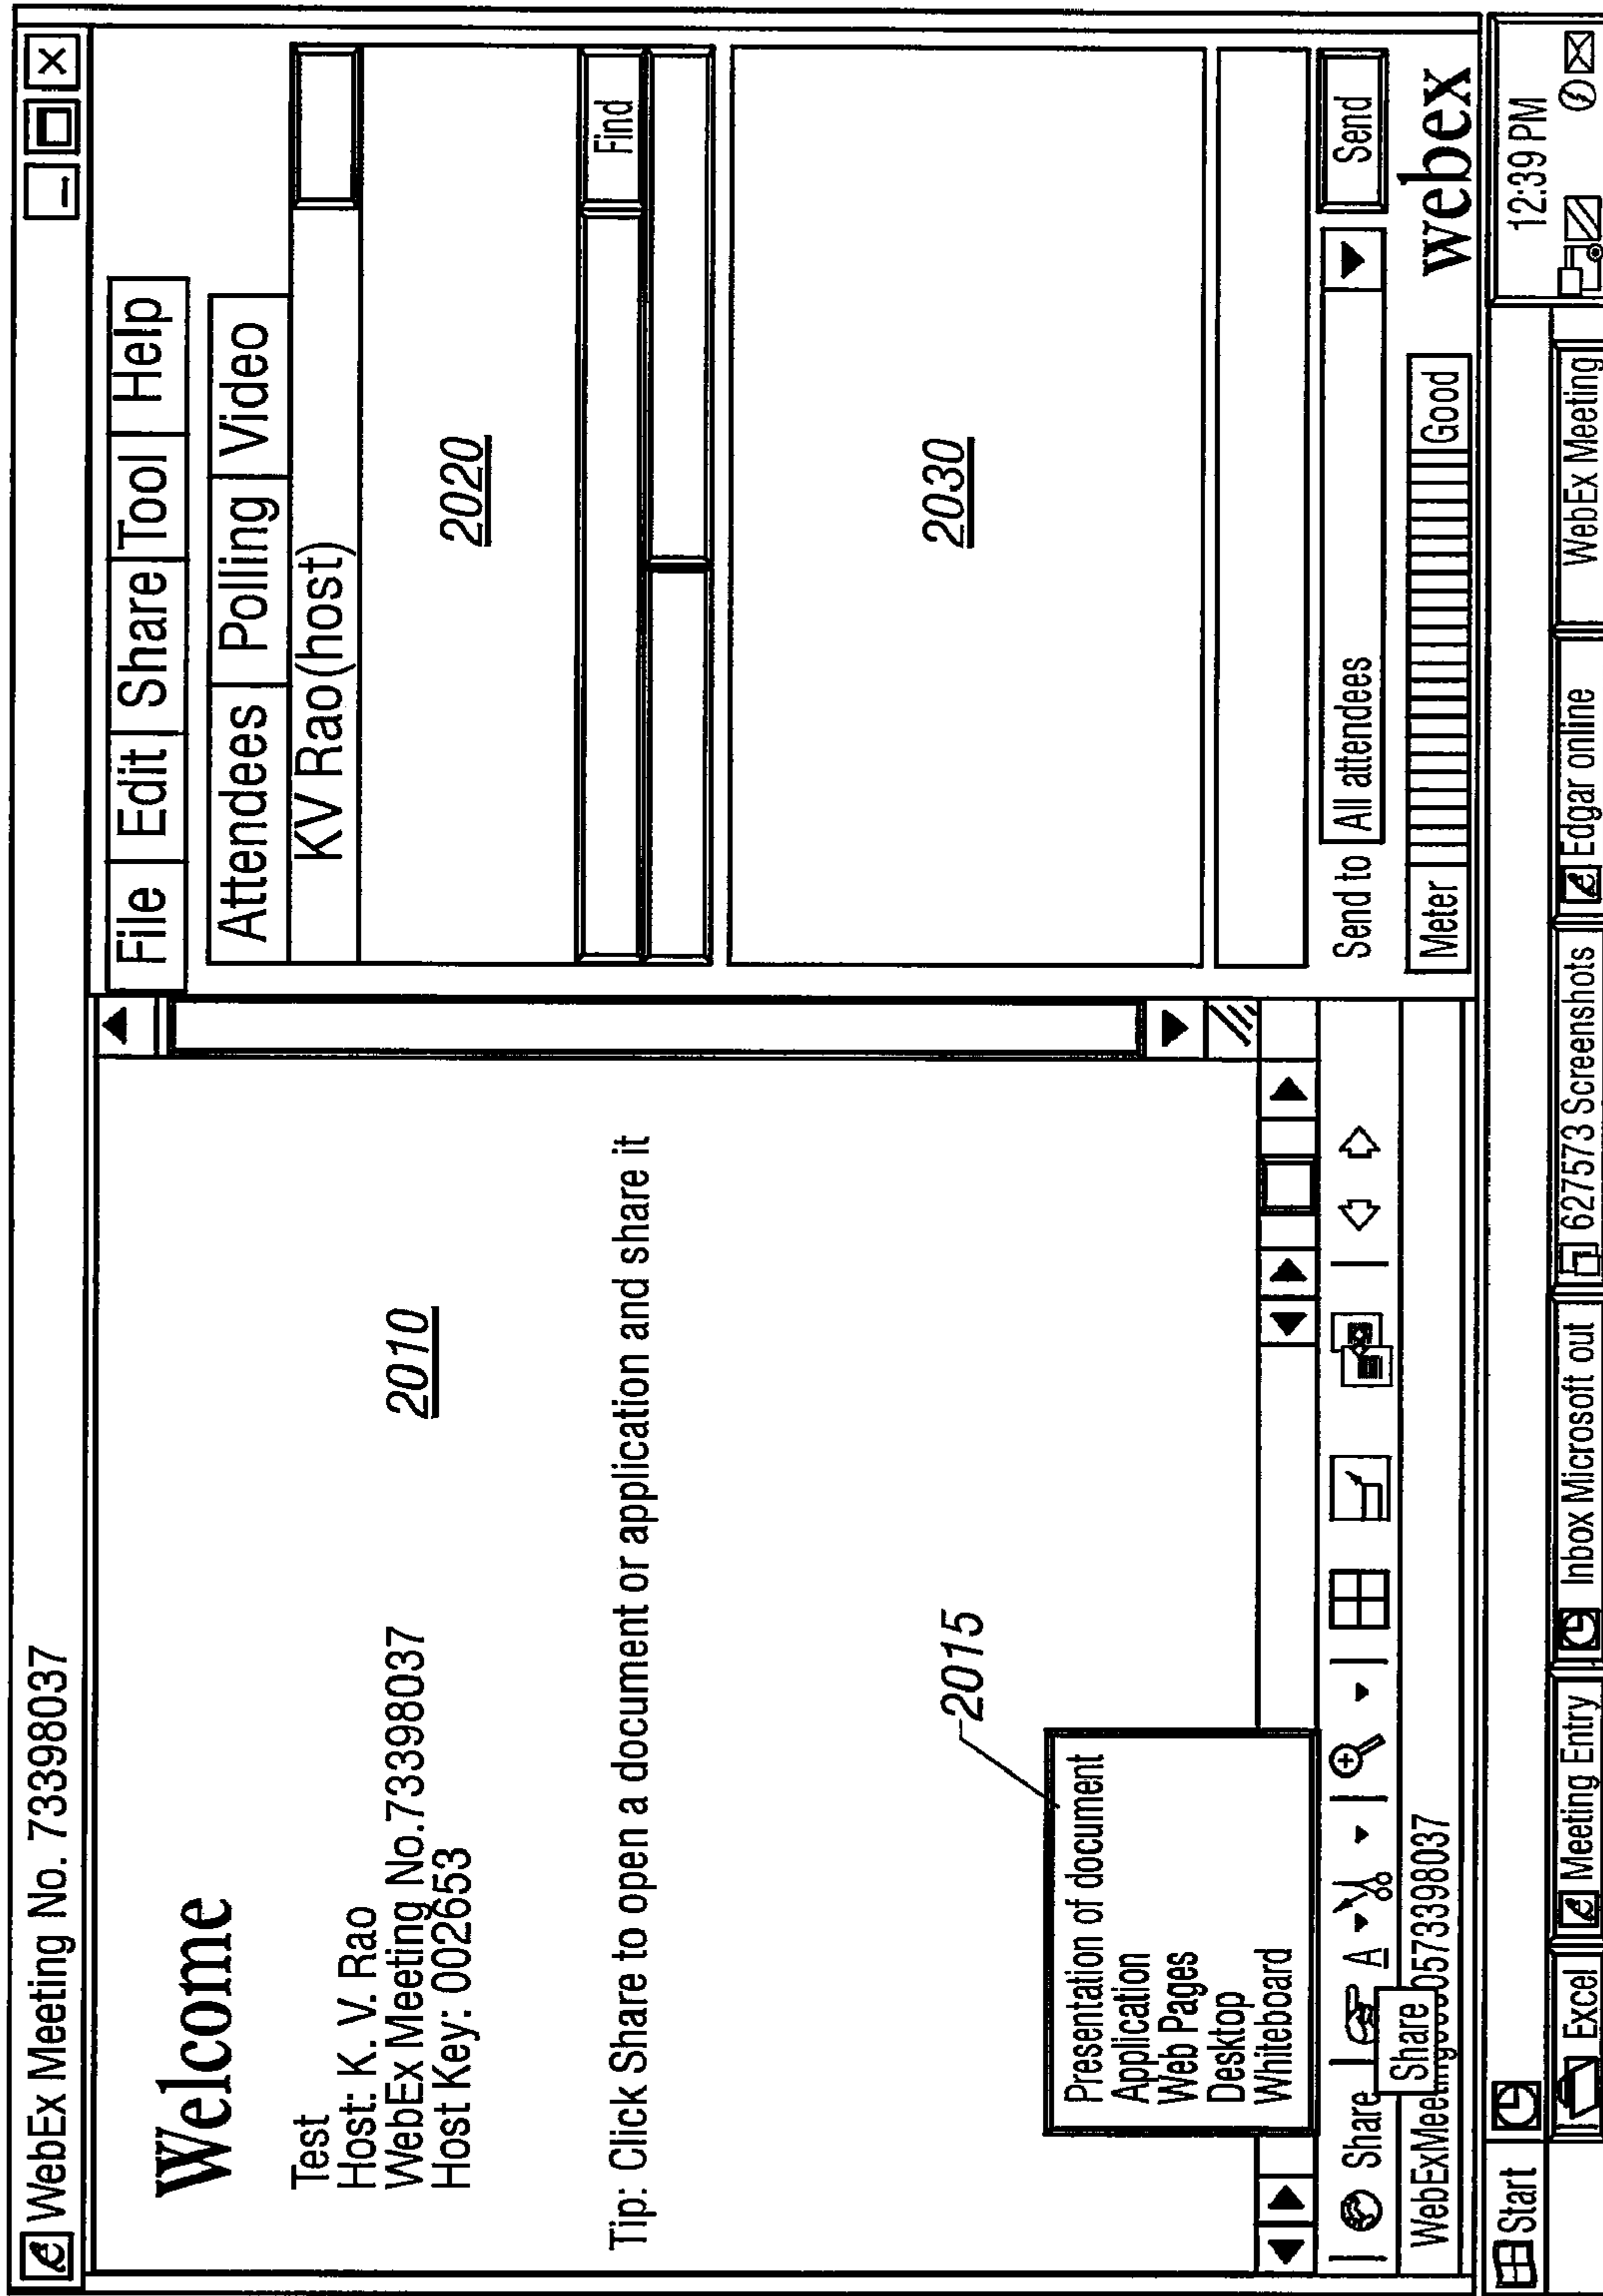 WebEx Meeting No. 73398037
Welcome
Test
Host: K. V. Rao
WebEx Meeting No.73398037
Host Key: 002653
2010
Tip: Click Share to open a document or application and share it
2015
Presentation of document
Application
Web Pages
Desktop
Whiteboard
Share
A
Share
File Edit Share Tool Help
Attendees Polling Video
KV Rao(host)
2020
Find
2030
Send to All attendees Send
Meter Good
webex
Start
12:39 PM
Excel Meeting Entry Inbox Microsoft out 627573 Screenshots Edgar online WebEx Meeting